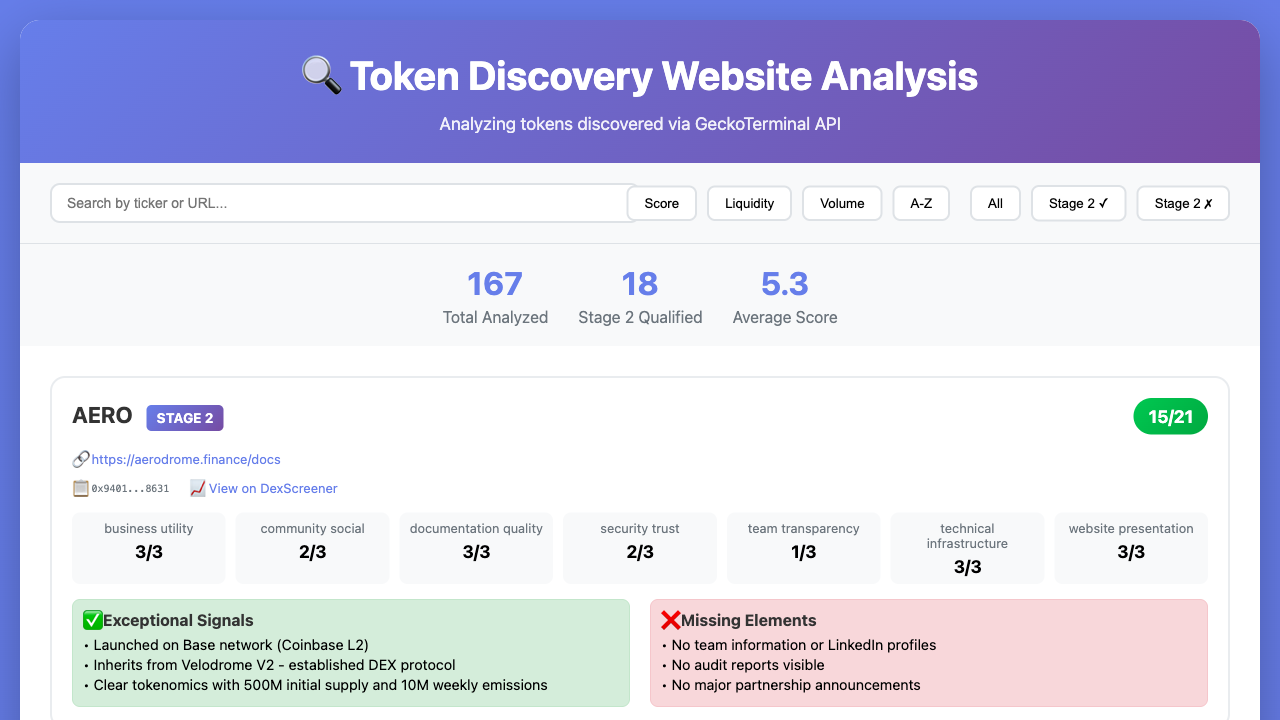 Token Discovery Website Analysis
Analyzing tokens discovered via GeckoTerminal API
Search by ticker or URL...
Score
Liquidity
Volume
A-Z
All
Stage 2 ✓
Stage 2 ✗
167
18
5.3
Total Analyzed
Stage 2 Qualified
Average Score
AERO
STAGE 2
15/21
https://aerodrome.finance/docs
0x9401...8631
View on DexScreener
business utility
3/3
community social
2/3
documentation quality
3/3
security trust
2/3
team transparency
1/3
technical
infrastructure
3/3
website presentation
3/3
Exceptional Signals
• Launched on Base network (Coinbase L2)
• Inherits from Velodrome V2 - established DEX protocol
• Clear tokenomics with 500M initial supply and 10M weekly emissions
Missing Elements
• No team information or LinkedIn profiles
• No audit reports visible
• No major partnership announcements